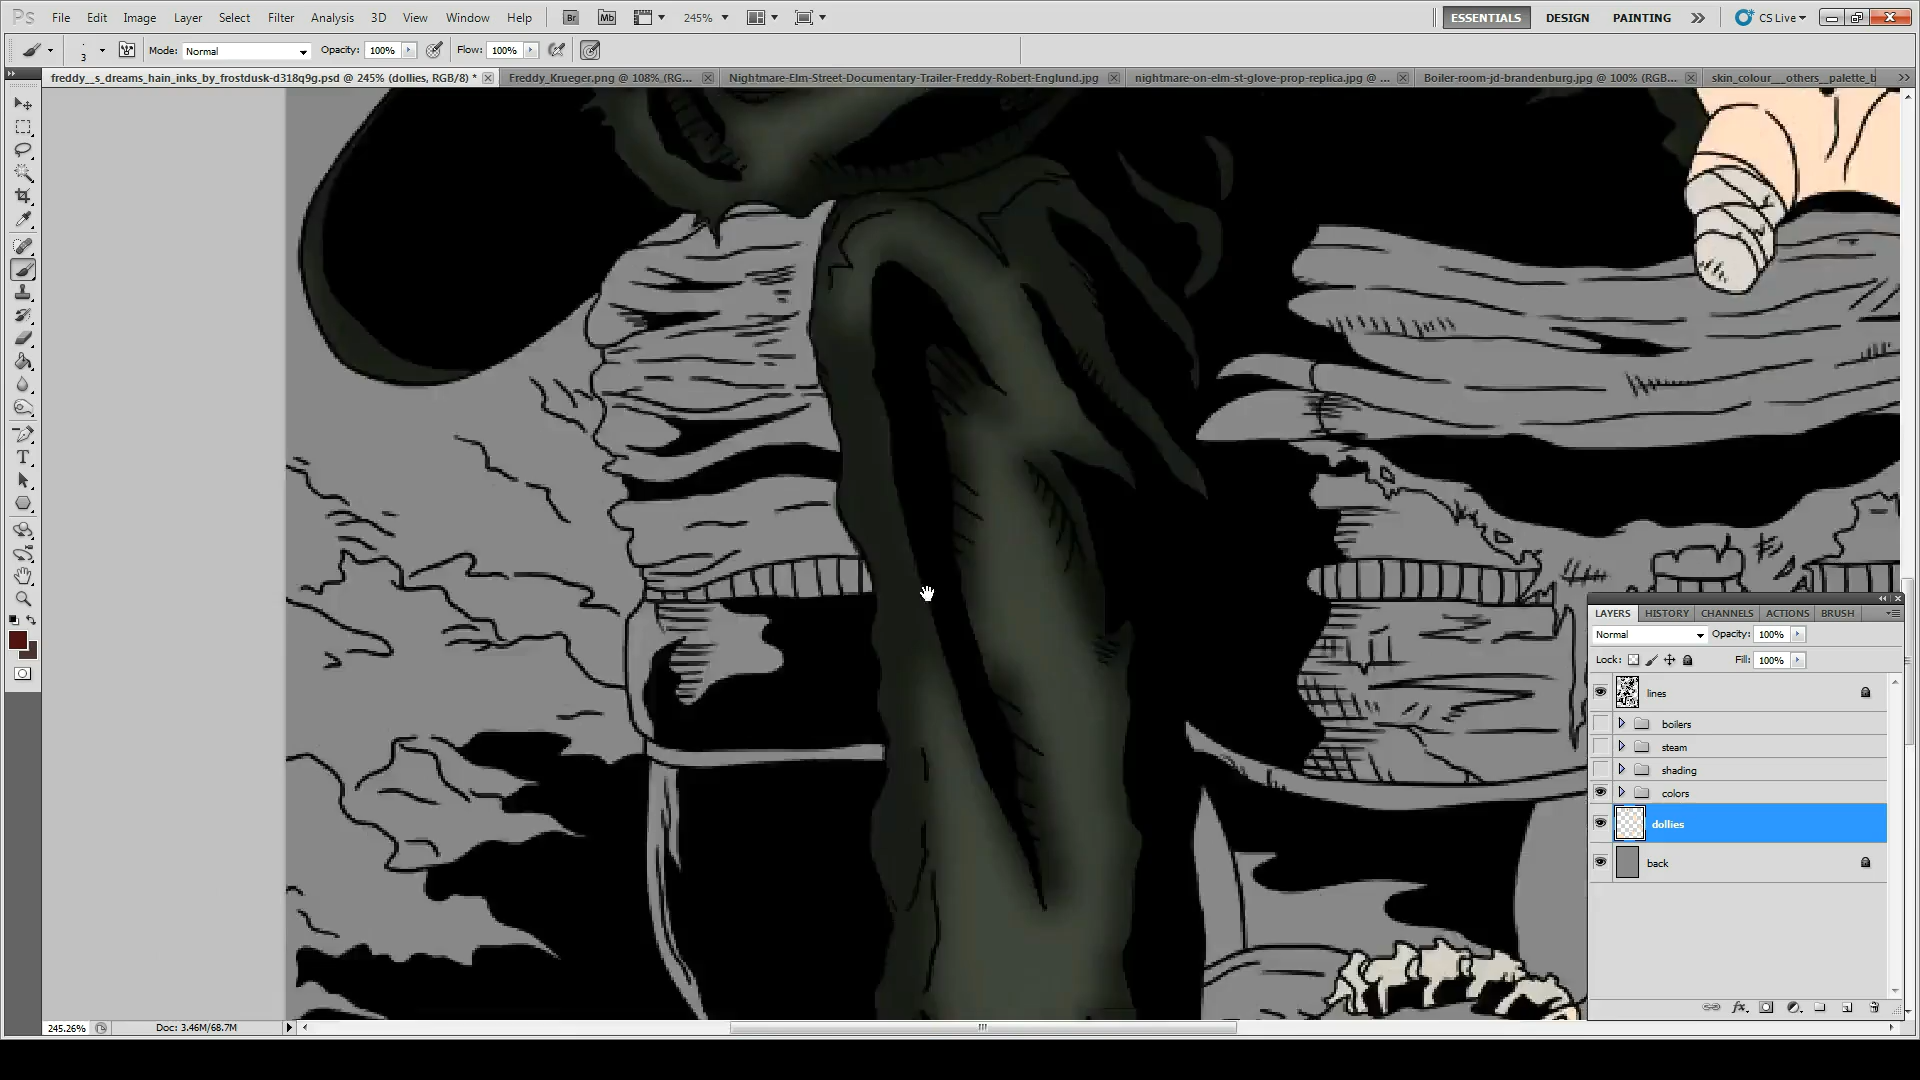 Ps File Edit Image Layer Select Filter Analysis 3D View Window Help Br Mb 245% ESSENTIALS DESIGN PAINTING CS Live
3 Mode: Normal Opacity: 100% Flow: 100%
freddy__s_dreams_hain_inks_by_frostdusk-d318q9g.psd @ 245% (dollies, RGB/8) * Freddy_Krueger.png @ 108% (RG... Nightmare-Elm-Street-Documentary-Trailer-Freddy-Robert-Englund.jpg nightmare-on-elm-st-glove-prop-replica.jpg @ ... Boiler-room-jd-brandenburg.jpg @ 100% (RGB... skin_colour___others__palette_b
LAYERS HISTORY CHANNELS ACTIONS BRUSH
Normal Opacity: 100%
Lock: Fill: 100%
lines
boilers
steam
shading
colors
dollies
back
fx
245.26% Doc: 3.46M/68.7M